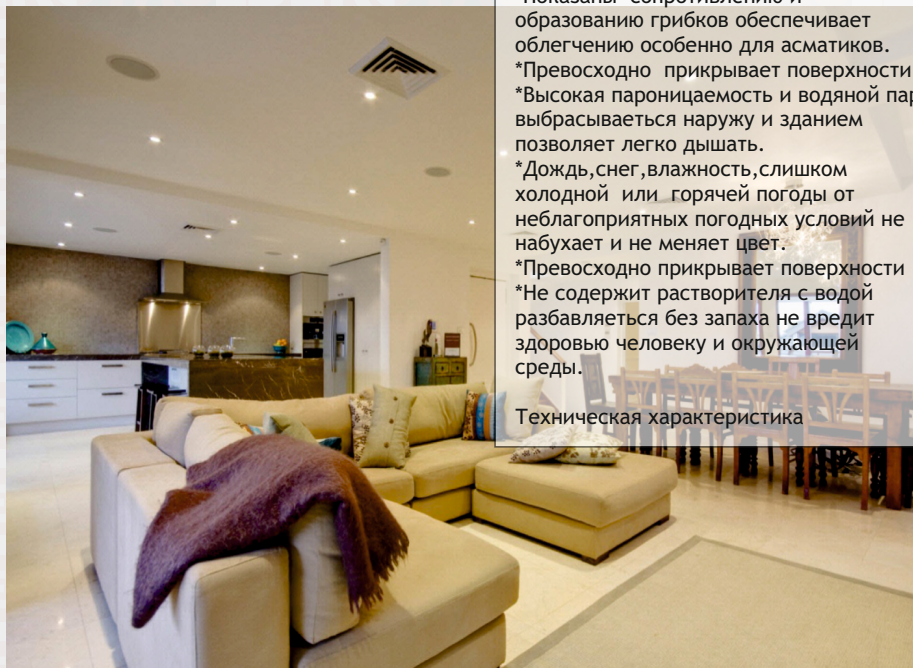 *Показаны сопротивлению и
образованию грибков обеспечивает
облегчению особенно для асматиков.
*Превосходно прикрывает поверхности
*Высокая пароницаемость и водяной пар
выбрасываеться наружу и зданием
позволяет легко дышать.
*Дождь,снег,влажность,слишком
холодной или горячей погоды от
неблагоприятных погодных условий не
набухает и не меняет цвет.
*Превосходно прикрывает поверхности
*Не содержит растворителя с водой
разбавляеться без запаха не вредит
здоровью человеку и окружающей
среды.
Техническая характеристика